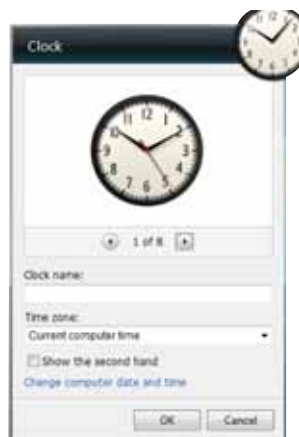 Clock
1 of 8
Clock name:
Time zone:
Current computer time
Show the second hand
Change computer date and time
OK Cancel